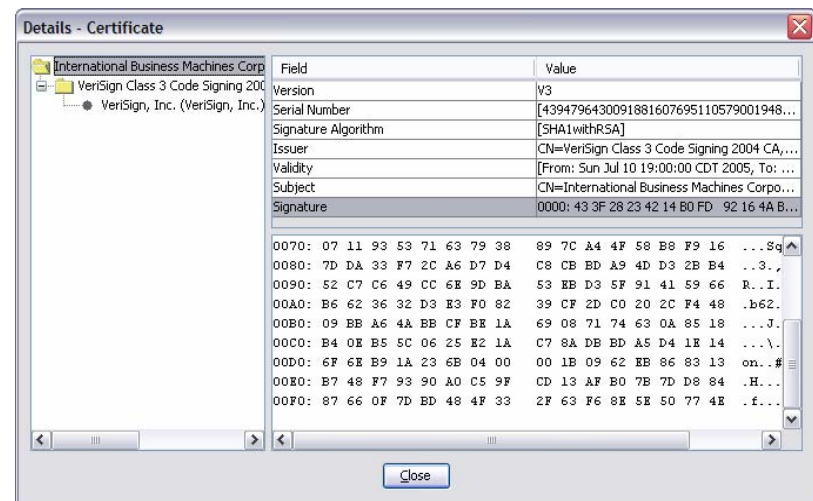 Details - Certificate
International Business Machines Corp
VeriSign Class 3 Code Signing 200
VeriSign, Inc. (VeriSign, Inc.)
Field Value
Version V3
Serial Number [4394796430091881607695110579001948...
Signature Algorithm [SHA1withRSA]
Issuer CN=VeriSign Class 3 Code Signing 2004 CA,...
Validity [From: Sun Jul 10 19:00:00 CDT 2005, To: ...
Subject CN=International Business Machines Corpo...
Signature 0000: 43 3F 28 23 42 14 B0 FD 92 16 4A B...
0070: 07 11 93 53 71 63 79 38 89 7C A4 4F 58 B8 F9 16 ...Sq
0080: 7D DA 33 F7 2C A6 D7 D4 C8 CB BD A9 4D D3 2B B4 ..3.,
0090: 52 C7 C6 49 CC 6E 9D BA 53 EB D3 5F 91 41 59 66 R..I.
00A0: B6 62 36 32 D3 E3 F0 82 39 CF 2D C0 20 2C F4 48 .b62.
00B0: 09 BB A6 4A BB CF BE 1A 69 08 71 74 63 0A 85 18 ...J.
00C0: B4 0E B5 5C 06 25 E2 1A C7 8A DB BD A5 D4 1E 14 ...\.
00D0: 6F 6E B9 1A 23 6B 04 00 00 1B 09 62 EB 86 83 13 on..#
00E0: B7 48 F7 93 90 A0 C5 9F CD 13 AF B0 7B 7D D8 84 .H...
00F0: 87 66 0F 7D BD 48 4F 33 2F 63 F6 8E 5E 50 77 4E .f...
Close